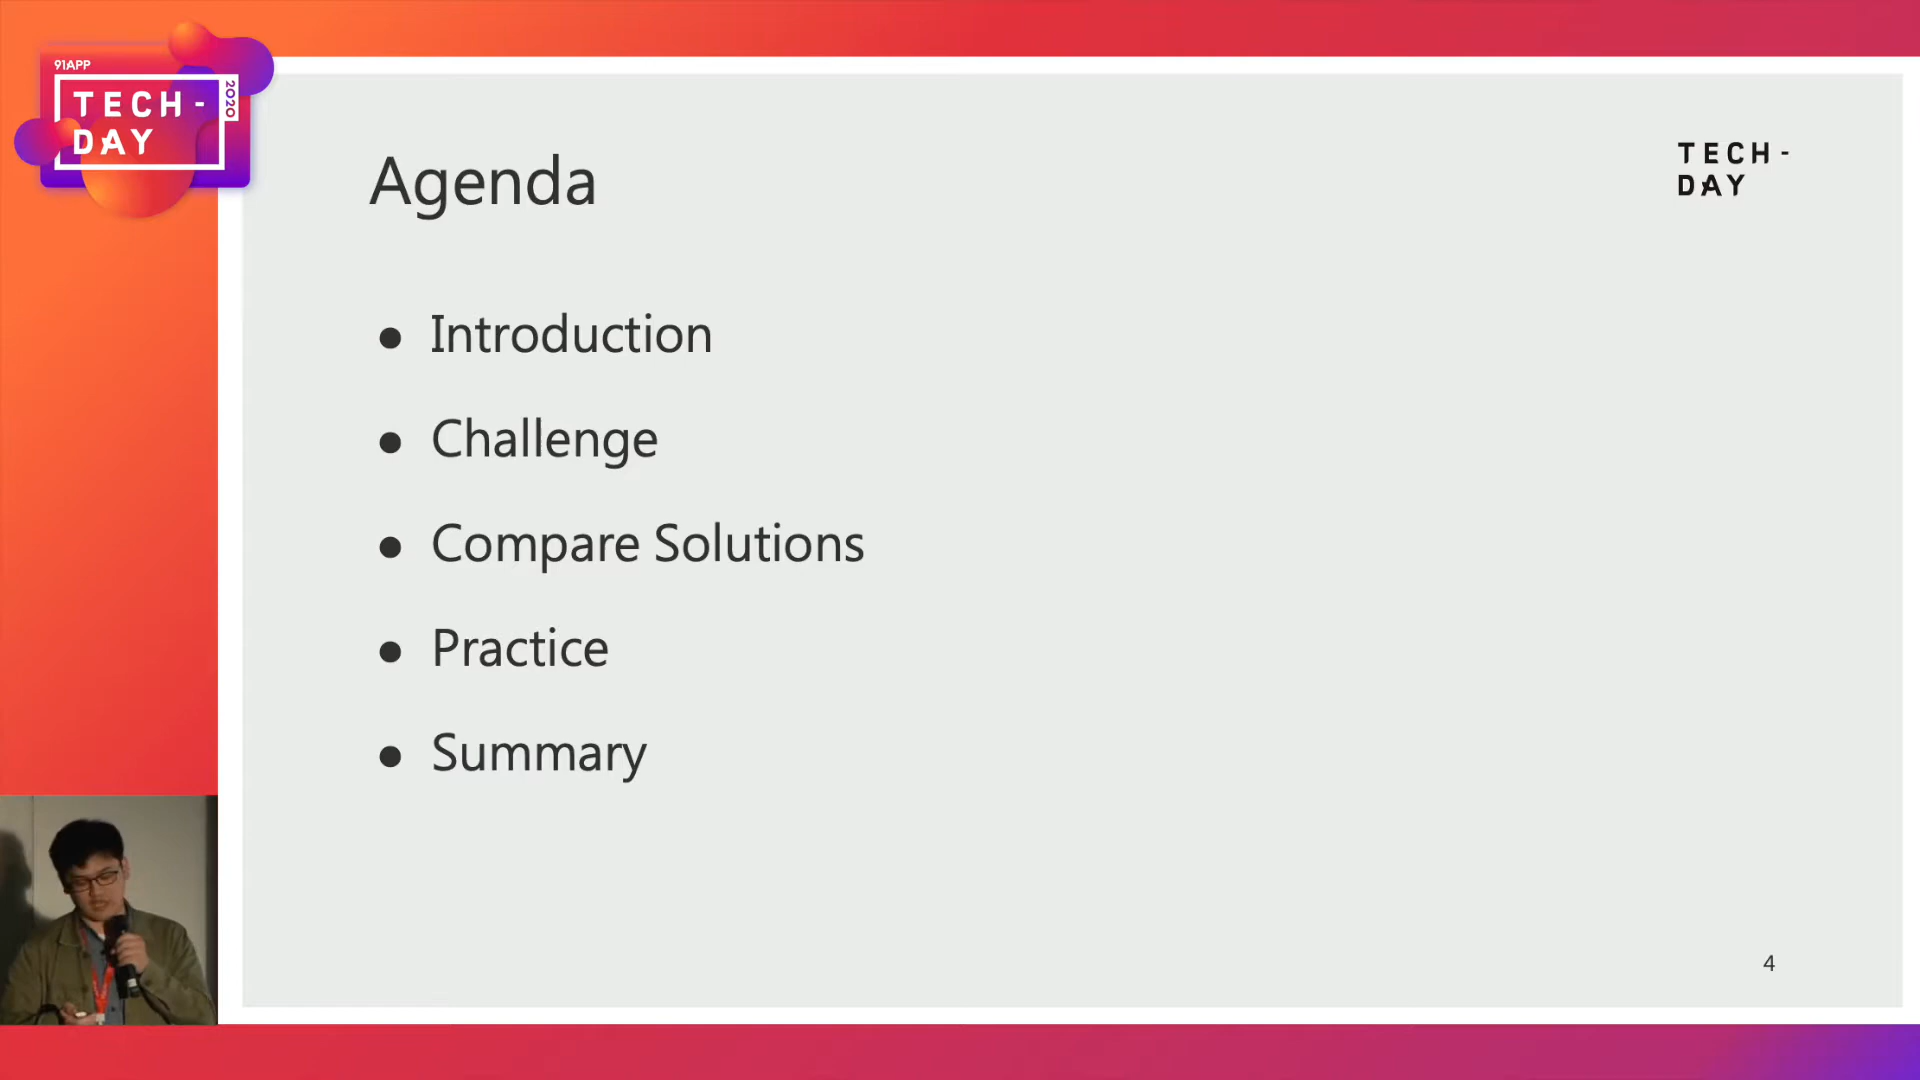 91APP
TECH-
DAY
2020
TECH-
DAY
Agenda
● Introduction
● Challenge
● Compare Solutions
● Practice
● Summary
4